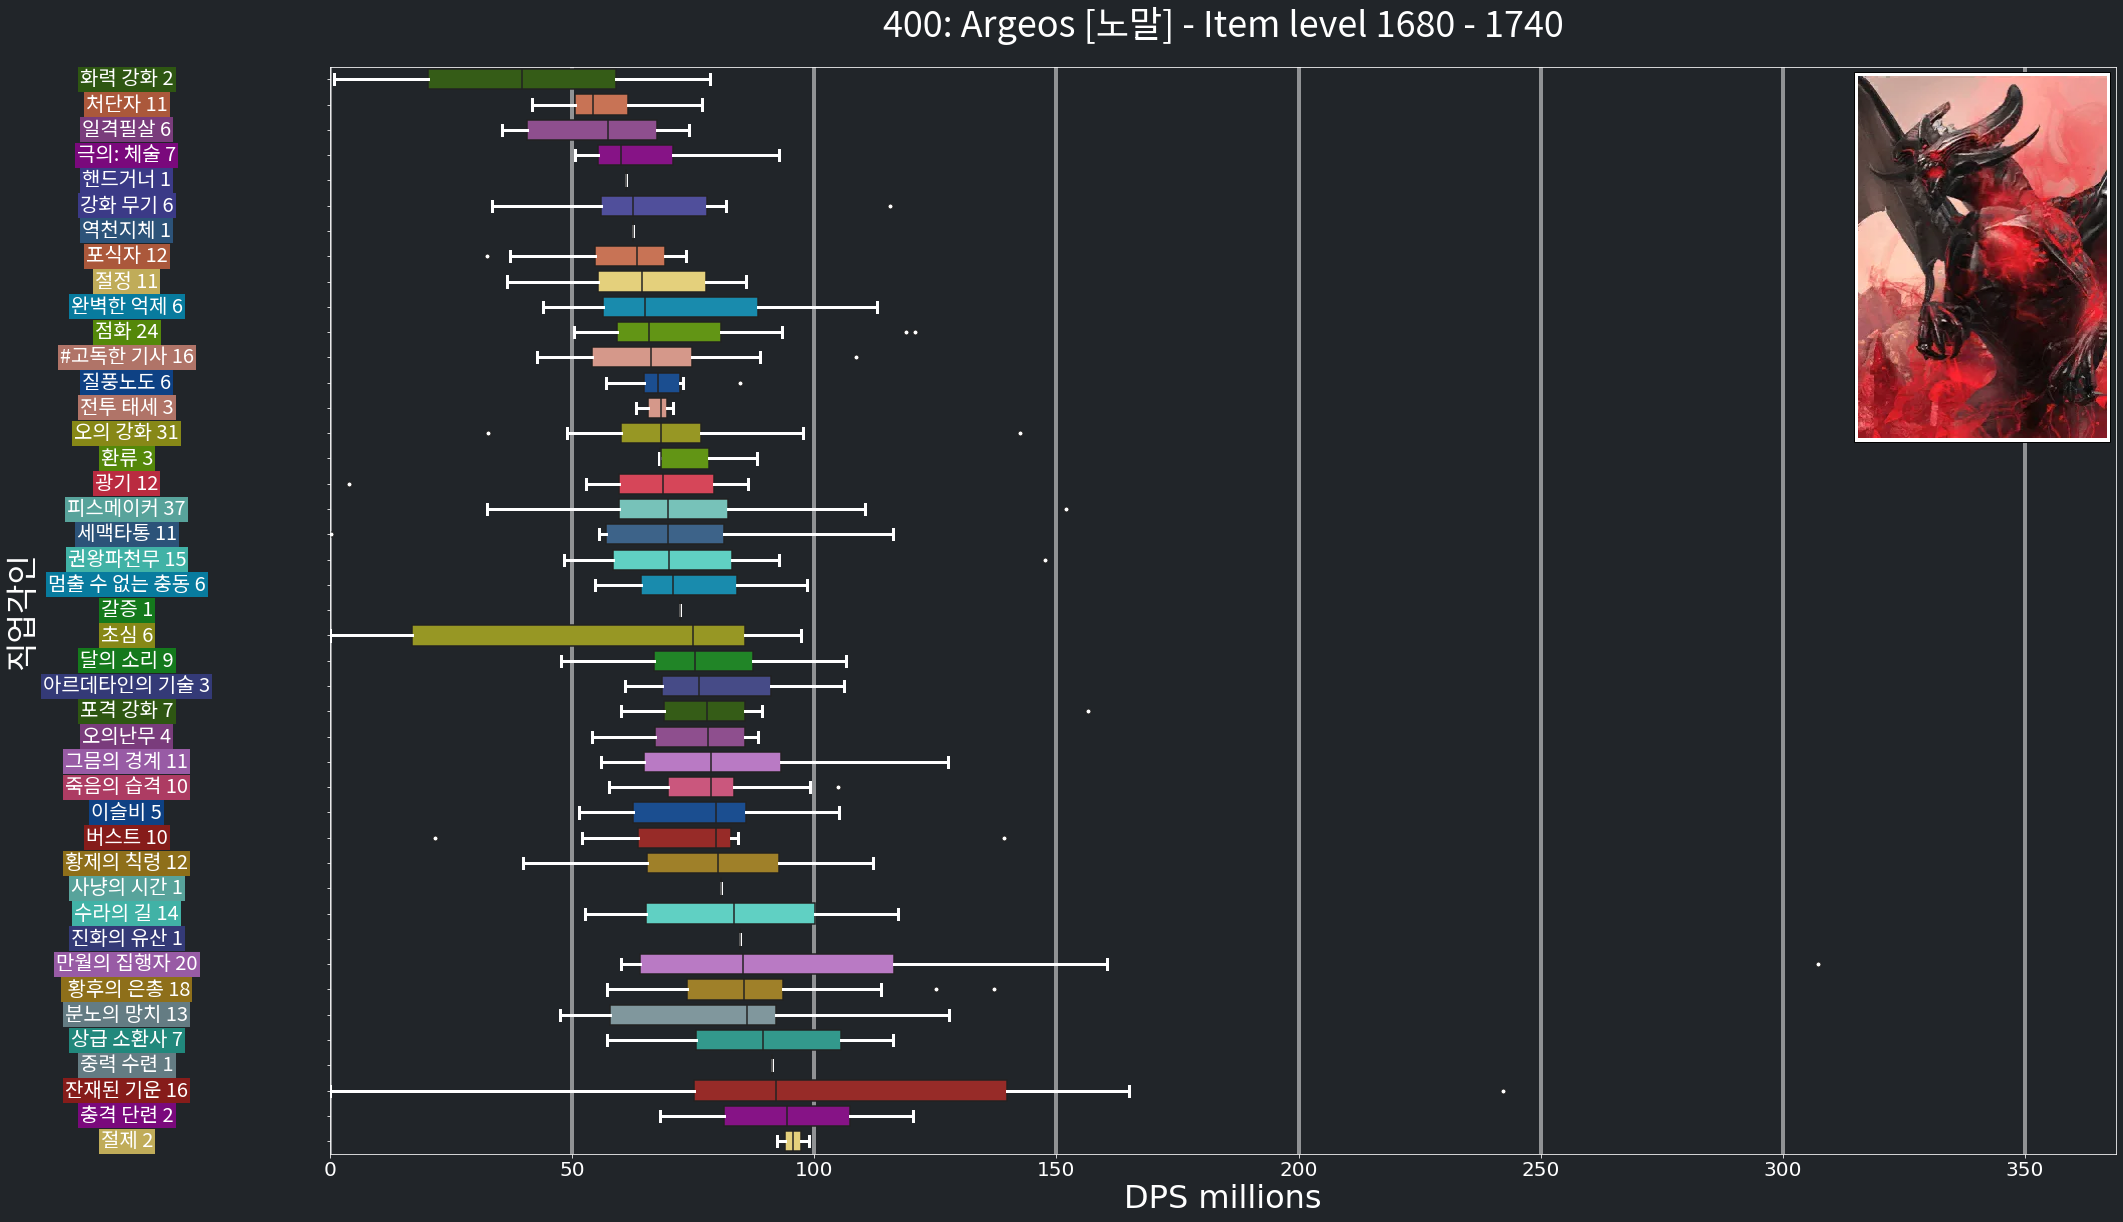 400: Argeos [노말] - Item level 1680 - 1740
직업각인
화력 강화 2
처단자 11
일격필살 6
극의: 체술 7
핸드거너 1
강화 무기 6
역천지체 1
포식자 12
절정 11
완벽한 억제 6
점화 24
#고독한 기사 16
질풍노도 6
전투 태세 3
오의 강화 31
환류 3
광기 12
피스메이커 37
세맥타통 11
권왕파천무 15
멈출 수 없는 충동 6
갈증 1
초심 6
달의 소리 9
아르데타인의 기술 3
포격 강화 7
오의난무 4
그믐의 경계 11
죽음의 습격 10
이슬비 5
버스트 10
황제의 칙령 12
사냥의 시간 1
수라의 길 14
진화의 유산 1
만월의 집행자 20
황후의 은총 18
분노의 망치 13
상급 소환사 7
중력 수련 1
잔재된 기운 16
충격 단련 2
절제 2
0 50 100 150 200 250 300 350
DPS millions